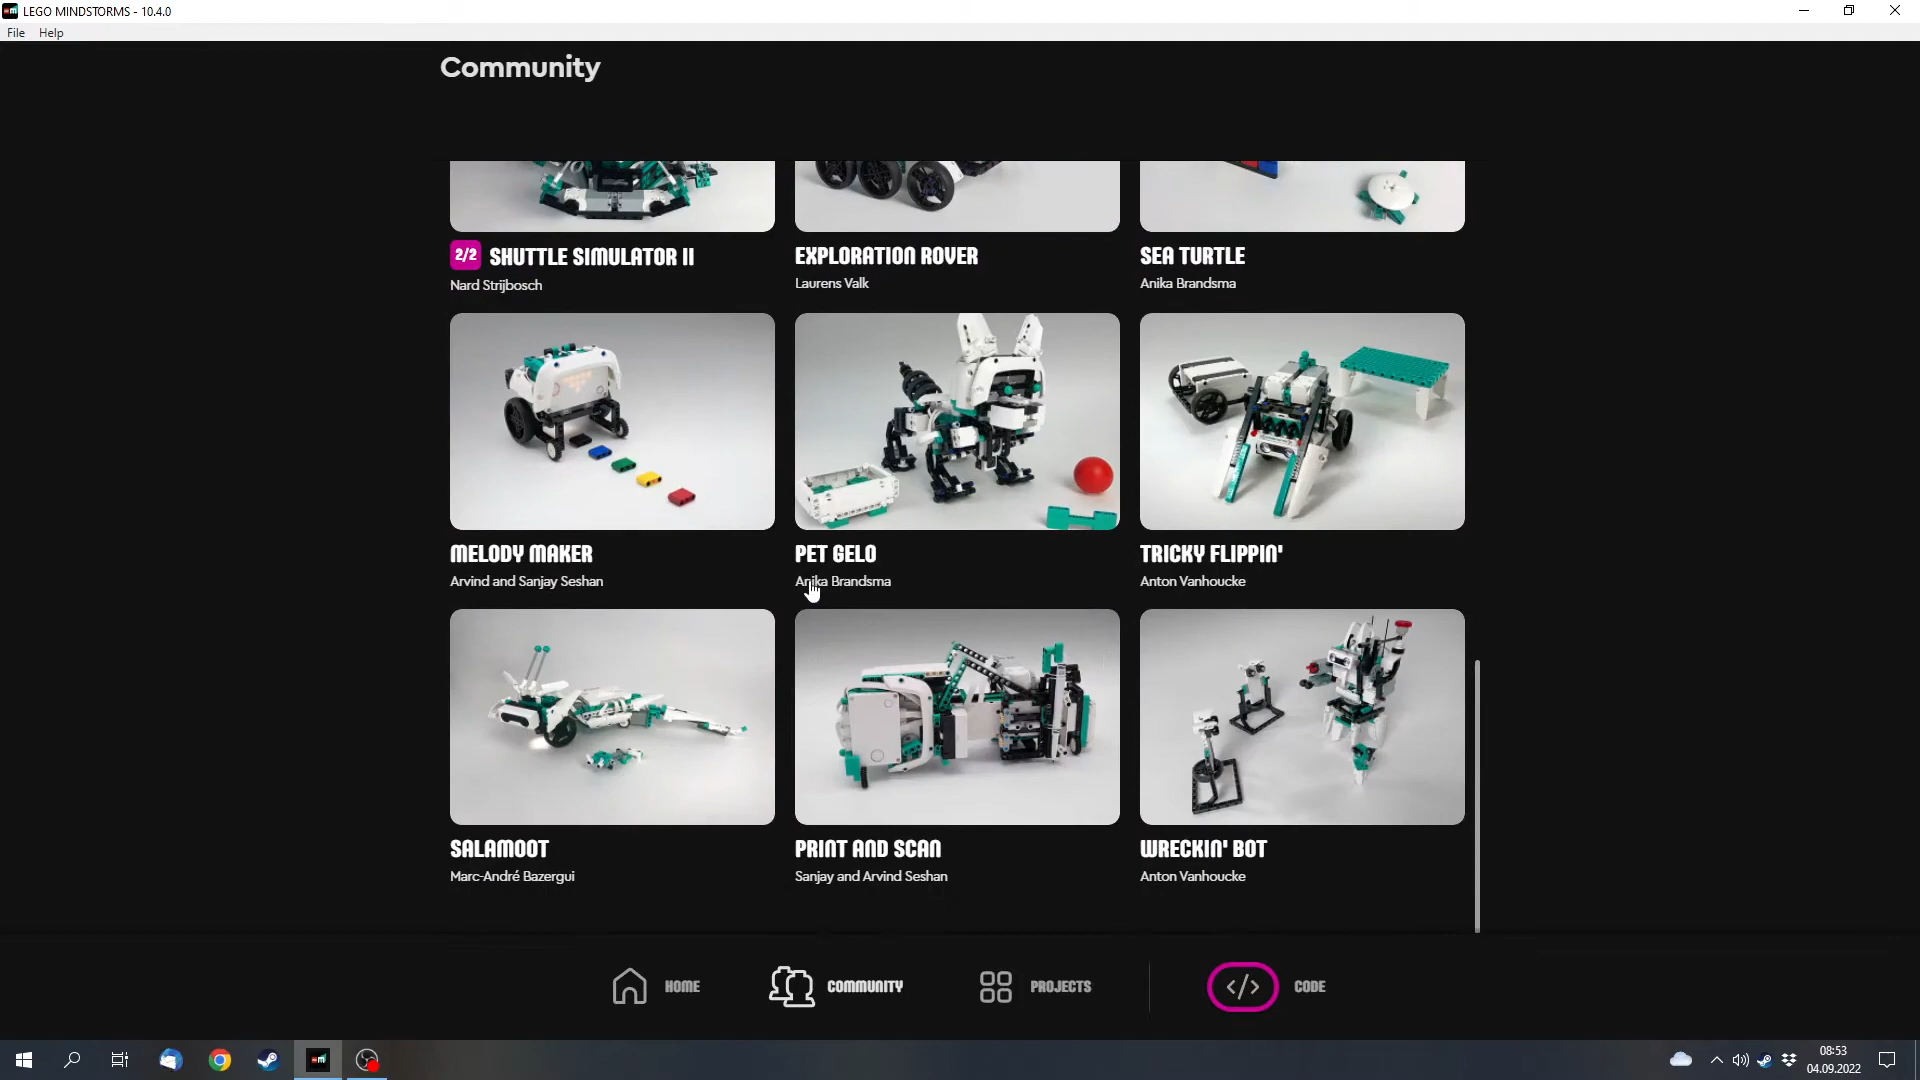 LEGO MINDSTORMS - 10.4.0
File Help
Community
2/2 SHUTTLE SIMULATOR II
Nard Strijbosch
EXPLORATION ROVER
Laurens Valk
SEA TURTLE
Anika Brandsma
MELODY MAKER
Arvind and Sanjay Seshan
PET GELO
Anika Brandsma
TRICKY FLIPPIN'
Anton Vanhoucke
SALAMOOT
Marc-André Bazergui
PRINT AND SCAN
Sanjay and Arvind Seshan
WRECKIN' BOT
Anton Vanhoucke
HOME
COMMUNITY
PROJECTS
</> CODE
08:53
04.09.2022